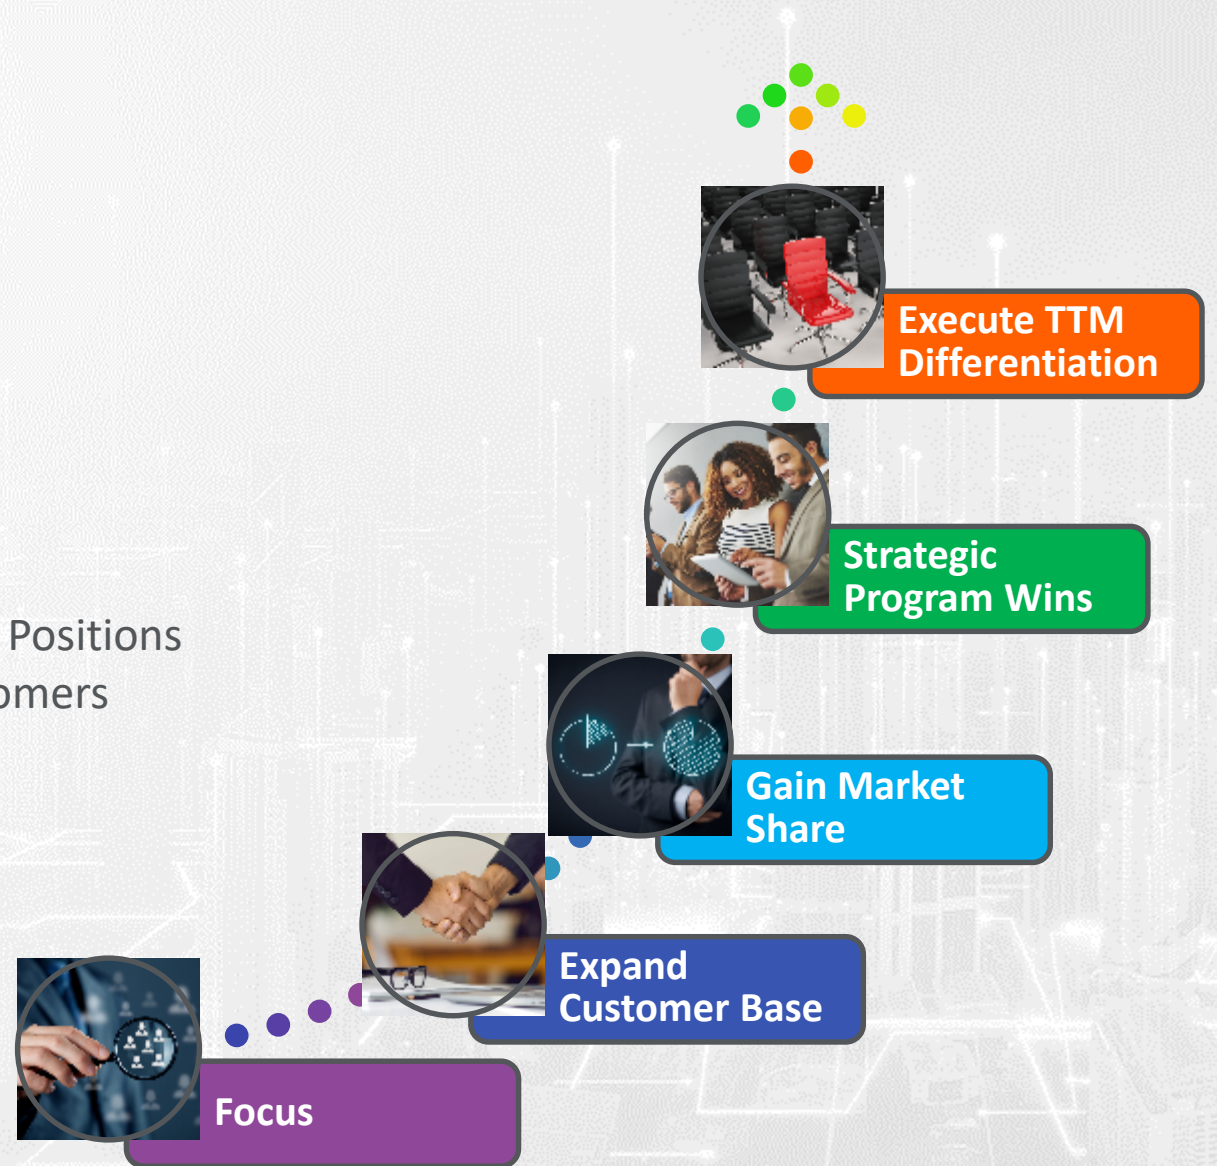 Execute TTM
Differentiation
Strategic
Program Wins
Positions
omers
Gain Market
Share
Expand
Customer Base
Focus